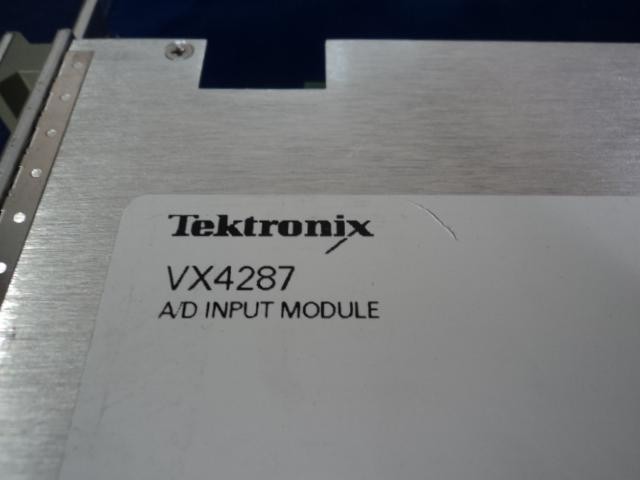 Tektronix
VX4287
A/D INPUT MODULE